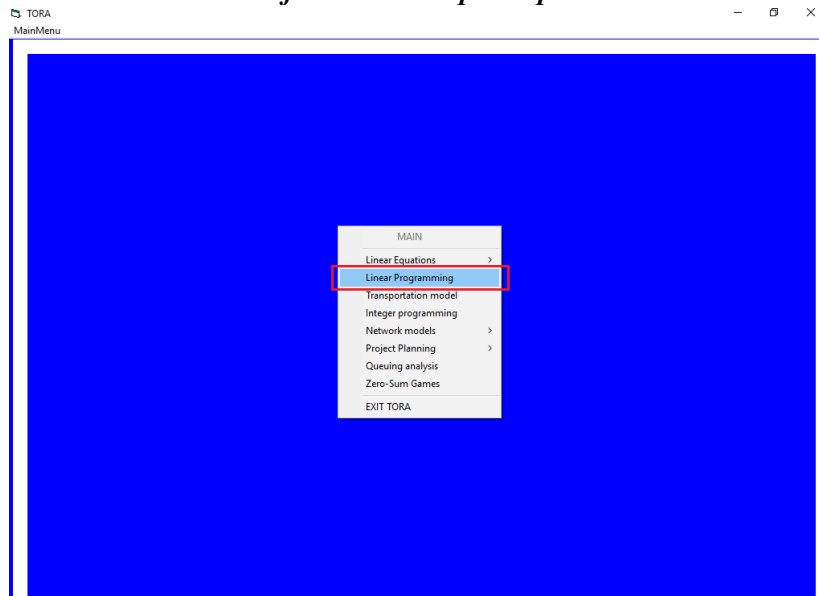 TORA
MainMenu
MAIN
Linear Equations
Linear Programming
Transportation model
Integer programming
Network models
Project Planning
Queuing analysis
Zero-Sum Games
EXIT TORA